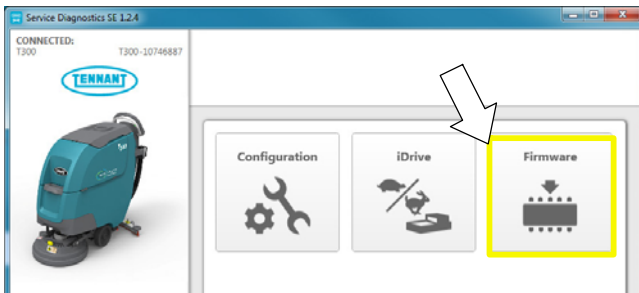 Service Diagnostics SE 1.2.4
CONNECTED:
T300 T300-10746887
TENNANT
Configuration
iDrive
Firmware